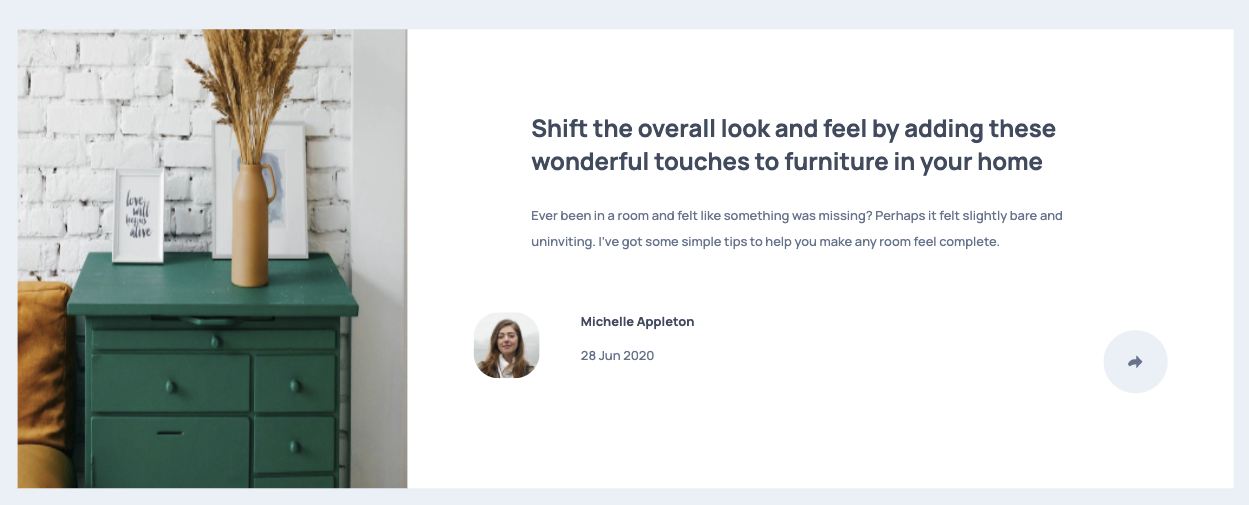 love
will
begins
alive
Shift the overall look and feel by adding these
wonderful touches to furniture in your home
Ever been in a room and felt like something was missing? Perhaps it felt slightly bare and
uninviting. I've got some simple tips to help you make any room feel complete.
Michelle Appleton
28 Jun 2020